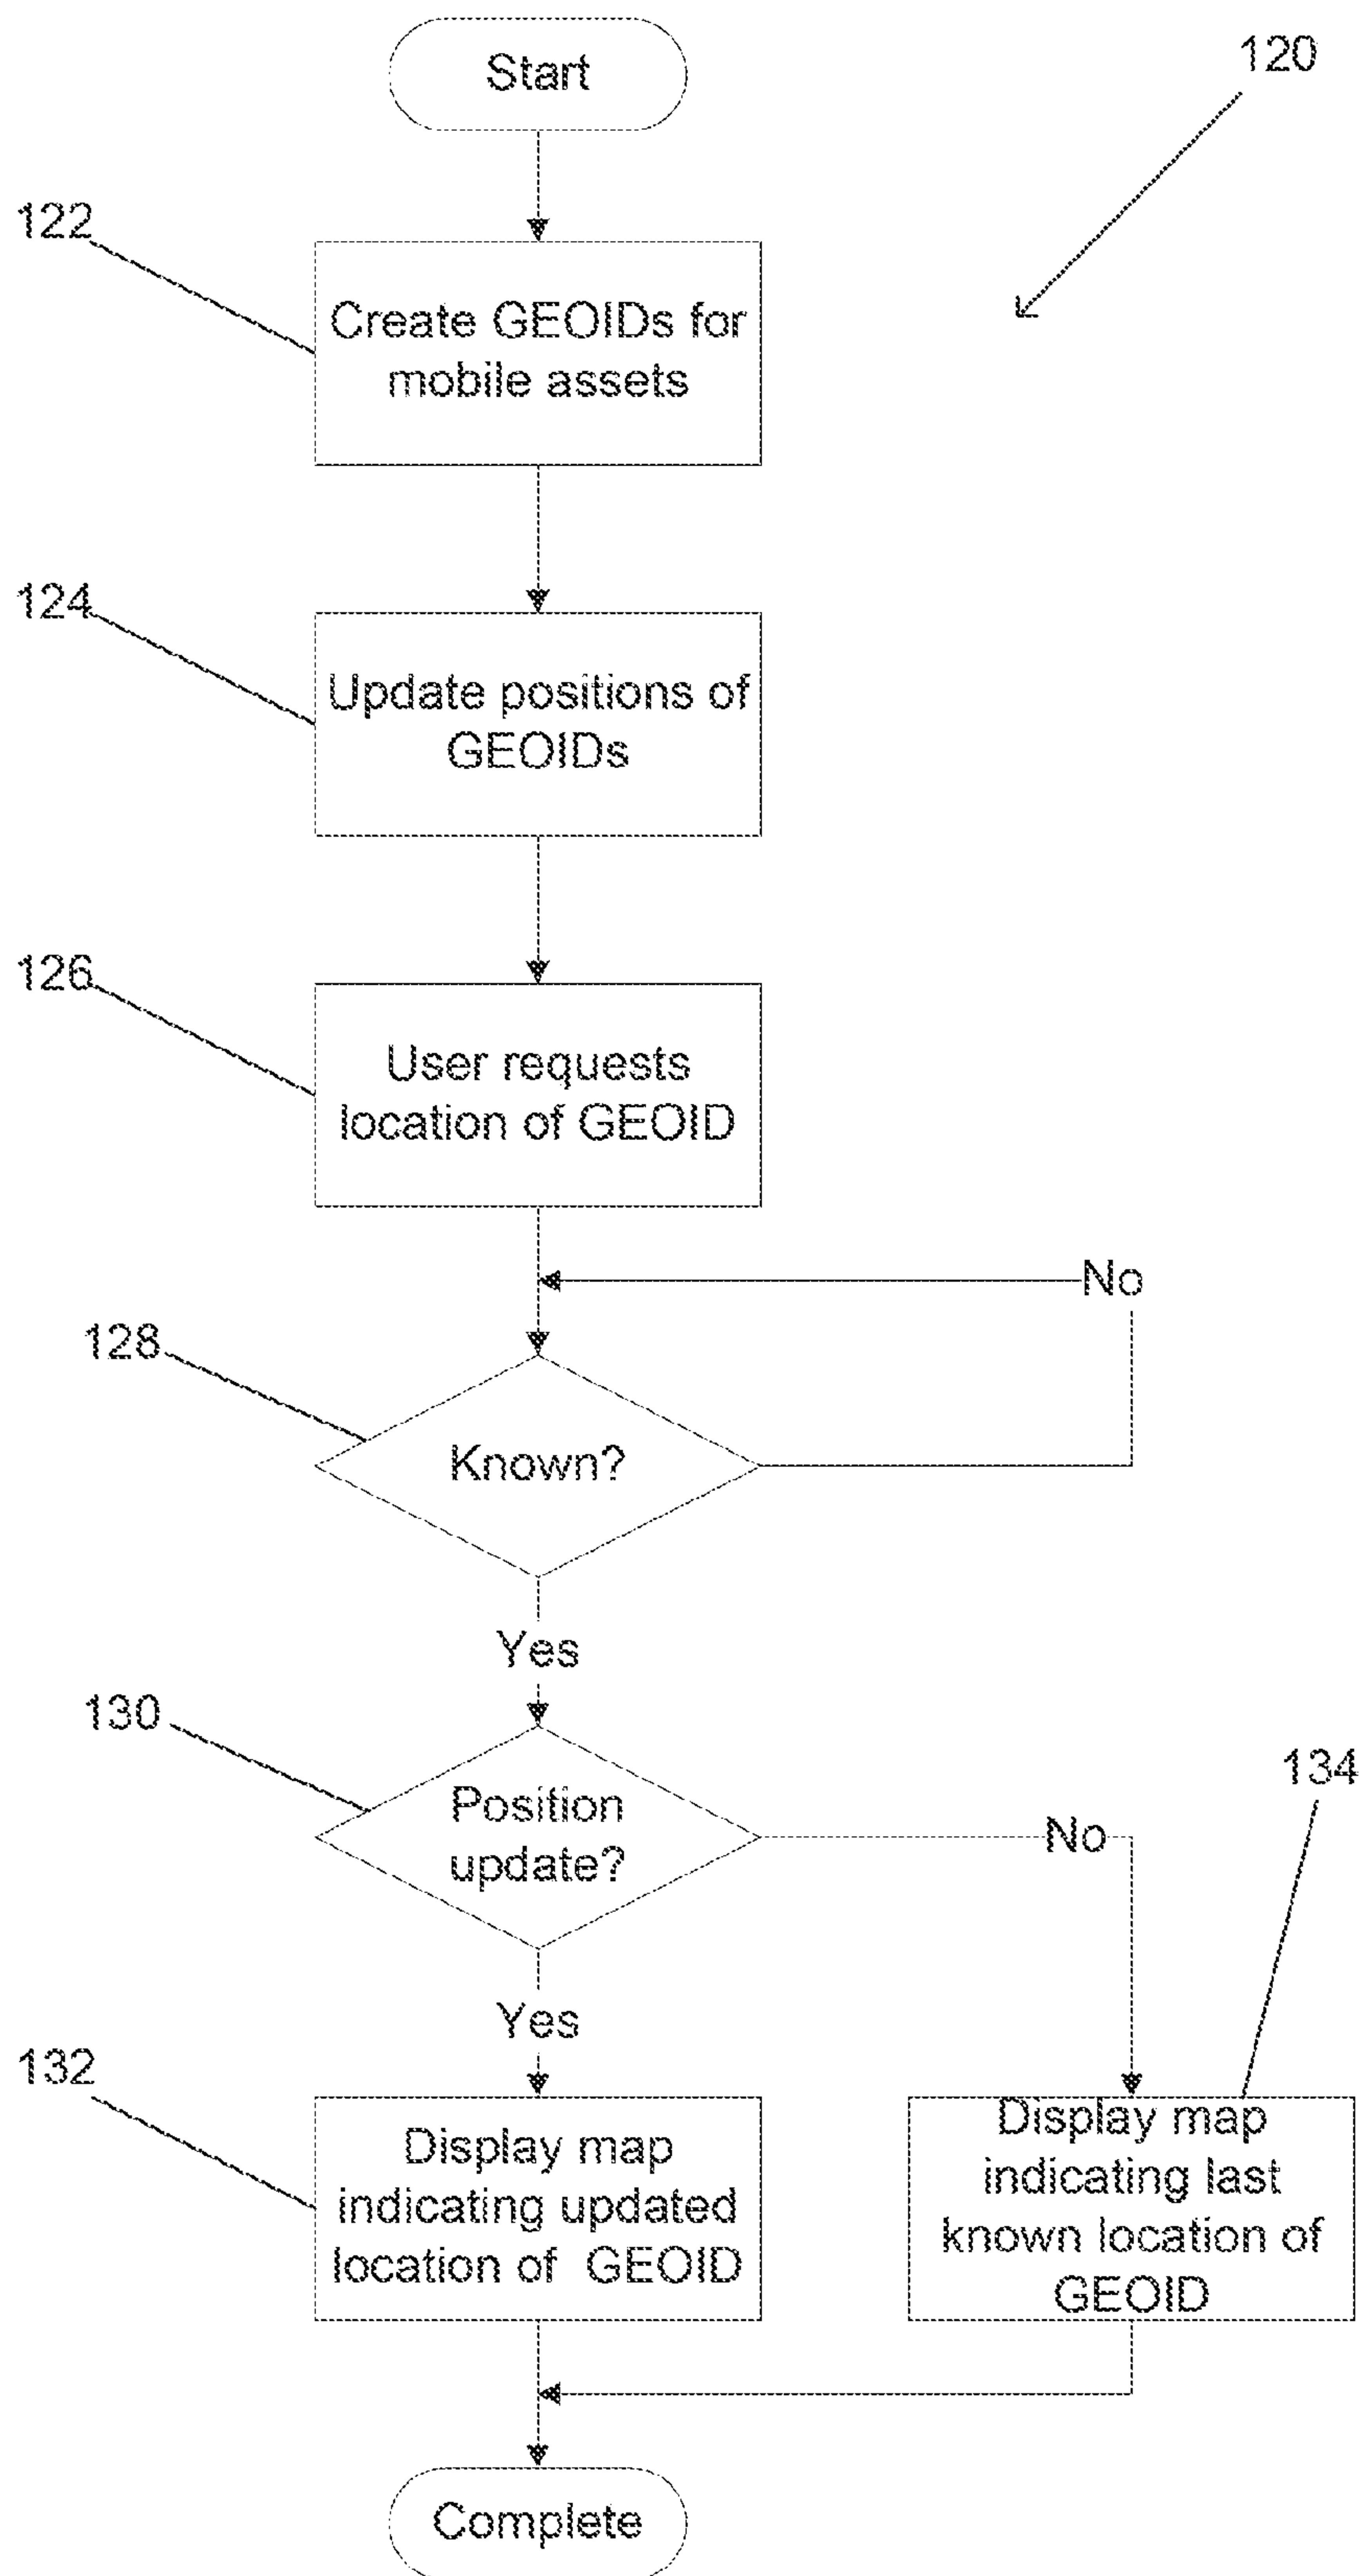 Start
120
122
Create GEOIDs for
mobile assets
124
Update positions of
GEOIDs
126
User requests
location of GEOID
No
128
Known?
Yes
130
Position
update?
No
134
Yes
132
Display map
indicating updated
location of GEOID
Display map
indicating last
known location of
GEOID
Complete